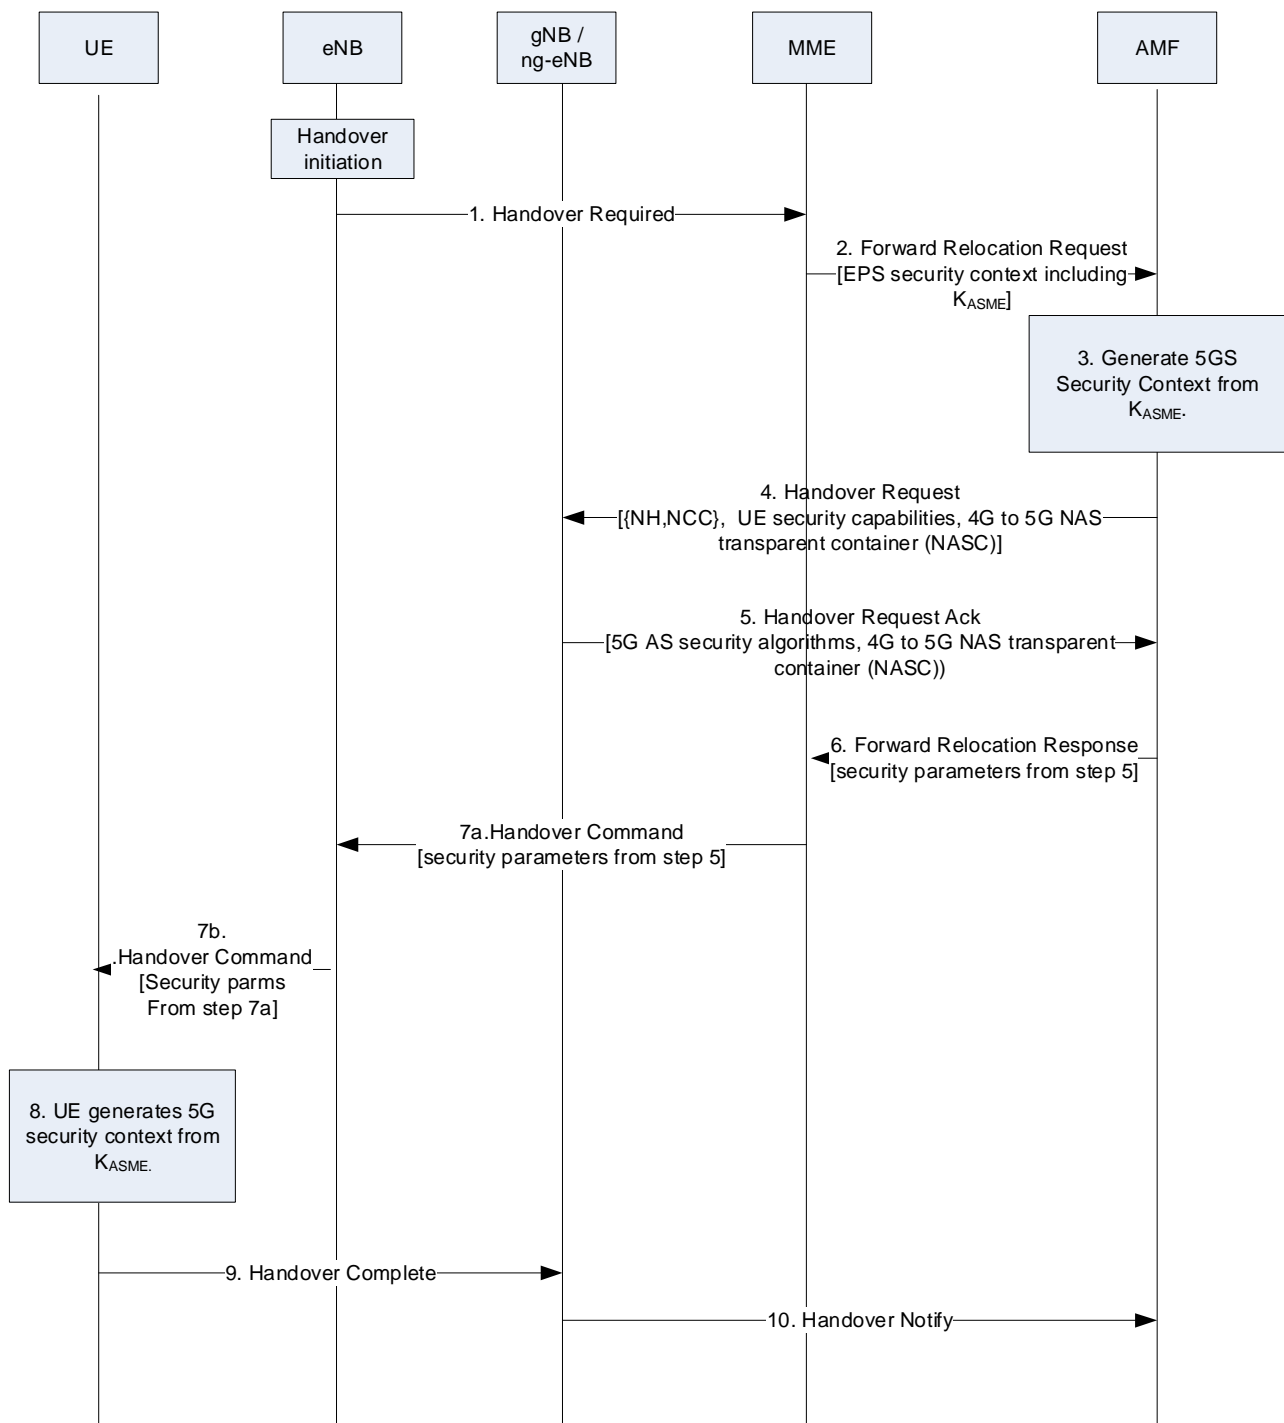 UE
eNB
gNB /
ng-eNB
MME
AMF
Handover
initiation
1. Handover Required
2. Forward Relocation Request
[EPS security context including
KASME]
3. Generate 5GS
Security Context from
KASME.
4. Handover Request
[{NH,NCC}, UE security capabilities, 4G to 5G NAS
transparent container (NASC)]
5. Handover Request Ack
[5G AS security algorithms, 4G to 5G NAS transparent
container (NASC))
6. Forward Relocation Response
[security parameters from step 5]
7a.Handover Command
[security parameters from step 5]
7b.
.Handover Command
[Security parms
From step 7a]
8. UE generates 5G
security context from
KASME.
9. Handover Complete
10. Handover Notify